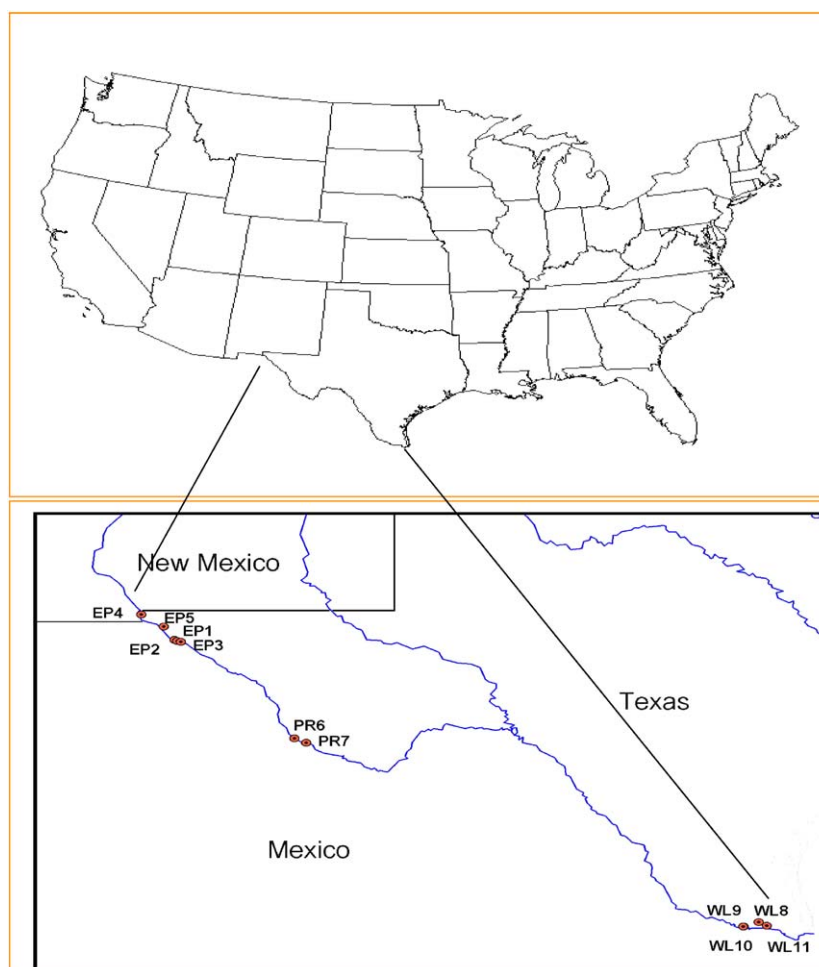 New Mexico
EP4
EP5
EP1
EP2
EP3
Texas
PR6
PR7
Mexico
WL9
WL8
WL10
WL11